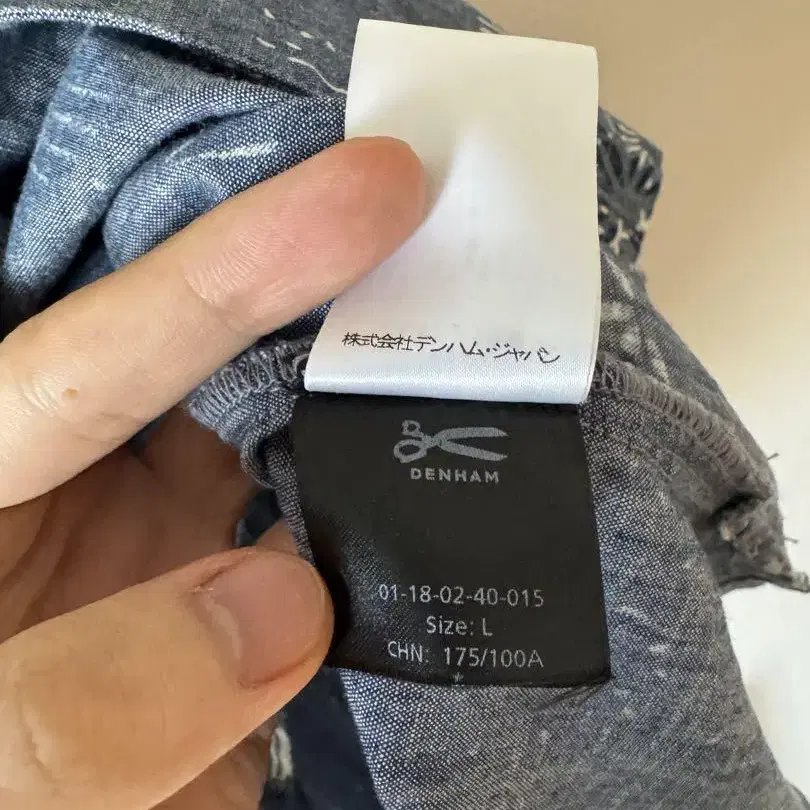 株式会社デンハム・ジャパン
DENHAM
01-18-02-40-015
Size: L
CHN: 175/100A
*